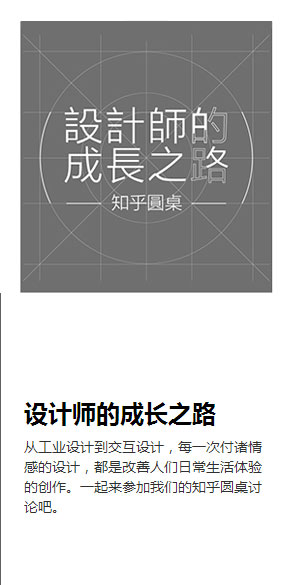 設計師的
成長之路
知乎圓桌
设计师的成长之路
从工业设计到交互设计，每一次付诸情
感的设计，都是改善人们日常生活体验
的创作。一起来参加我们的知乎圆桌讨
论吧。